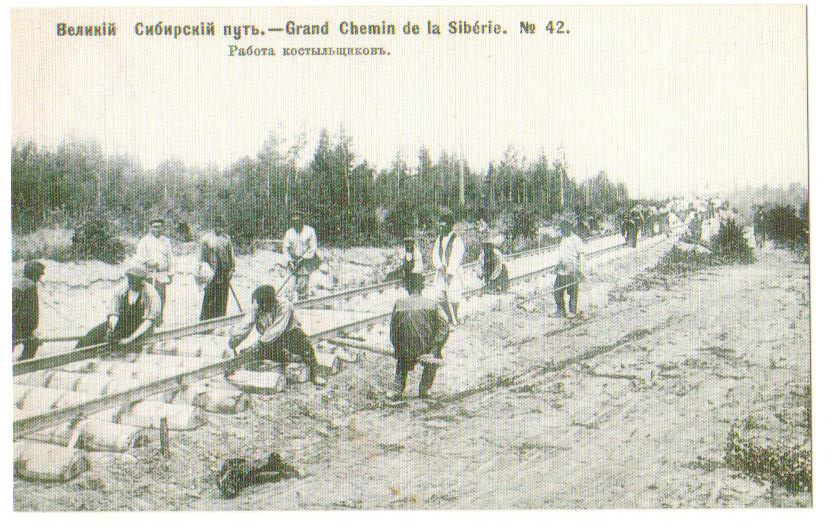 Великій Сибирскій путь.—Grand Chemin de la Sibérie. № 42.
Работа костыльщиковъ.